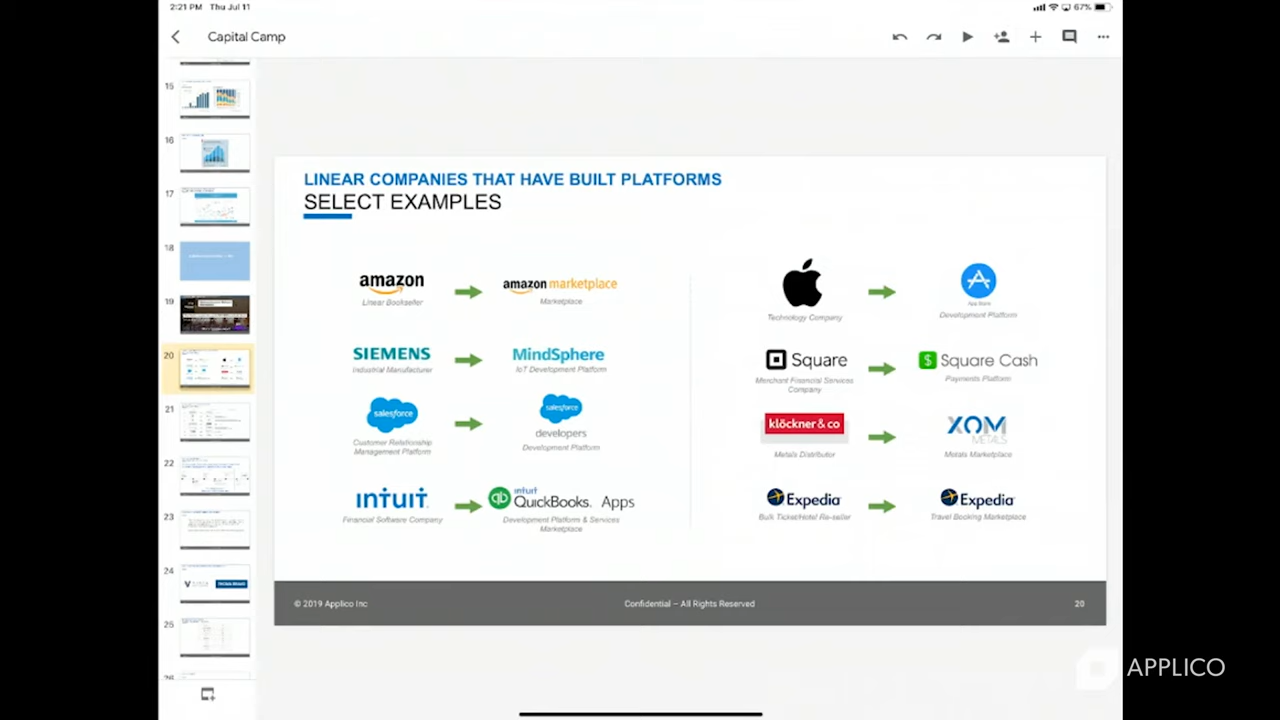 2:21 PM Thu Jul 11
67%
Capital Camp
15
16
17
18
19
20
21
22
23
24
25
LINEAR COMPANIES THAT HAVE BUILT PLATFORMS
SELECT EXAMPLES
amazon
Linear Bookseller
amazon marketplace
Marketplace
SIEMENS
Industrial Manufacturer
MindSphere
IoT Development Platform
salesforce
Customer Relationship
Management Platform
salesforce
developers
Development Platform
intuit
Financial Software Company
qb
intuit
QuickBooks. Apps
Development Platform & Services
Marketplace
Technology Company
App Store
Development Platform
Square
Merchant Financial Services
Company
$
Square Cash
Payments Platform
klöckner & co
Metals Distributor
XOM
METALS
Metals Marketplace
Expedia
Bulk Ticket/Hotel Re-seller
Expedia
Travel Booking Marketplace
© 2019 Applico Inc
Confidential – All Rights Reserved
20
APPLICO